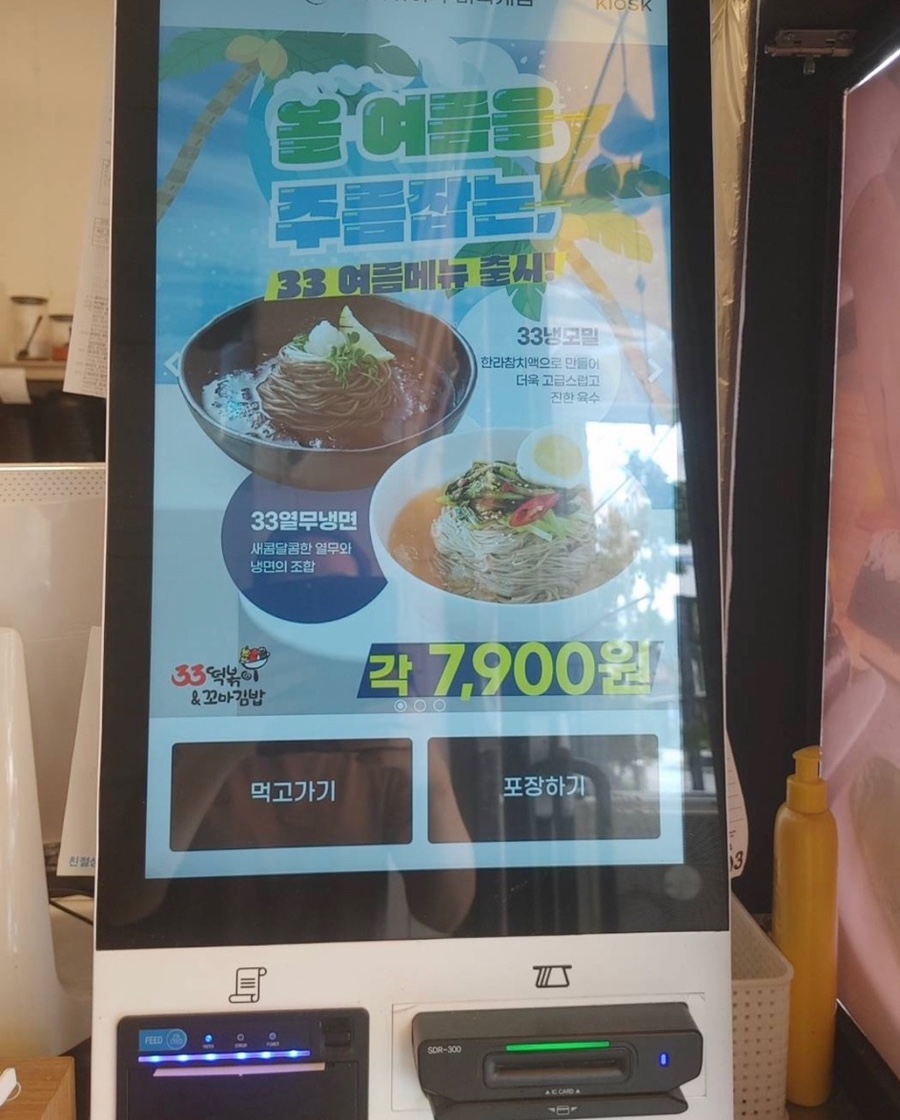 kiosk
올 여름을
주름잡는,
33 여름메뉴 출시!
33냉모밀
한라참치액으로 만들어
더욱 고급스럽고
진한 육수
33열무냉면
새콤달콤한 열무와
냉면의 조합
33떡볶이
&꼬마김밥
각 7,900원
먹고가기
포장하기
FEED
SDR-300
▲ IC CARD ▲